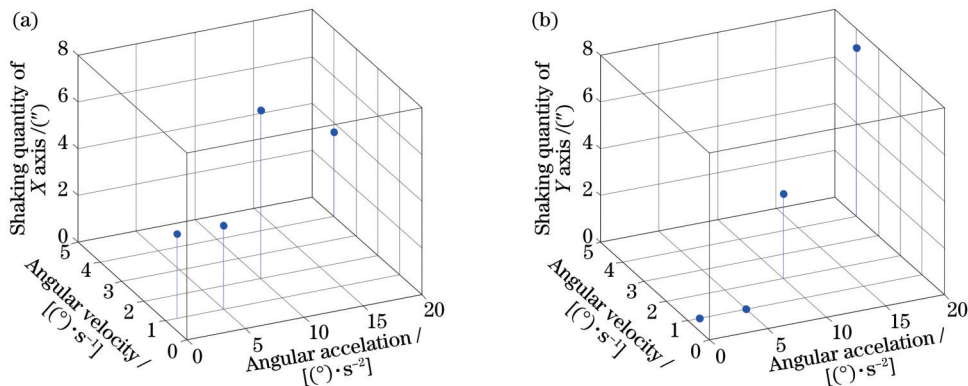 (a)
Shaking quantity of
X axis /(″)
8
6
4
2
0
5
4
3
2
1
0
Angular velocity /
[(°)·s⁻¹]
0
5
10
15
20
Angular accelation /
[(°)·s⁻²]
(b)
Shaking quantity of
Y axis /(″)
8
6
4
2
0
5
4
3
2
1
0
Angular velocity /
[(°)·s⁻¹]
0
5
10
15
20
Angular accelation /
[(°)·s⁻²]